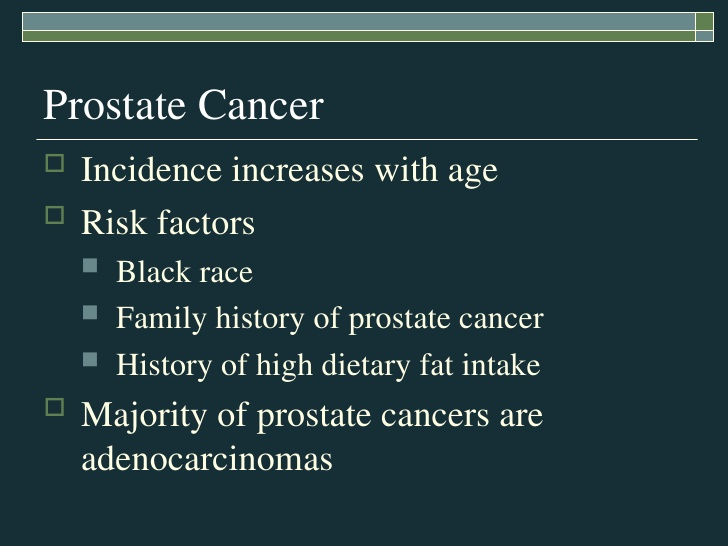 Prostate Cancer
Incidence increases with age
Risk factors
Black race
Family history of prostate cancer
History of high dietary fat intake
Majority of prostate cancers are
adenocarcinomas